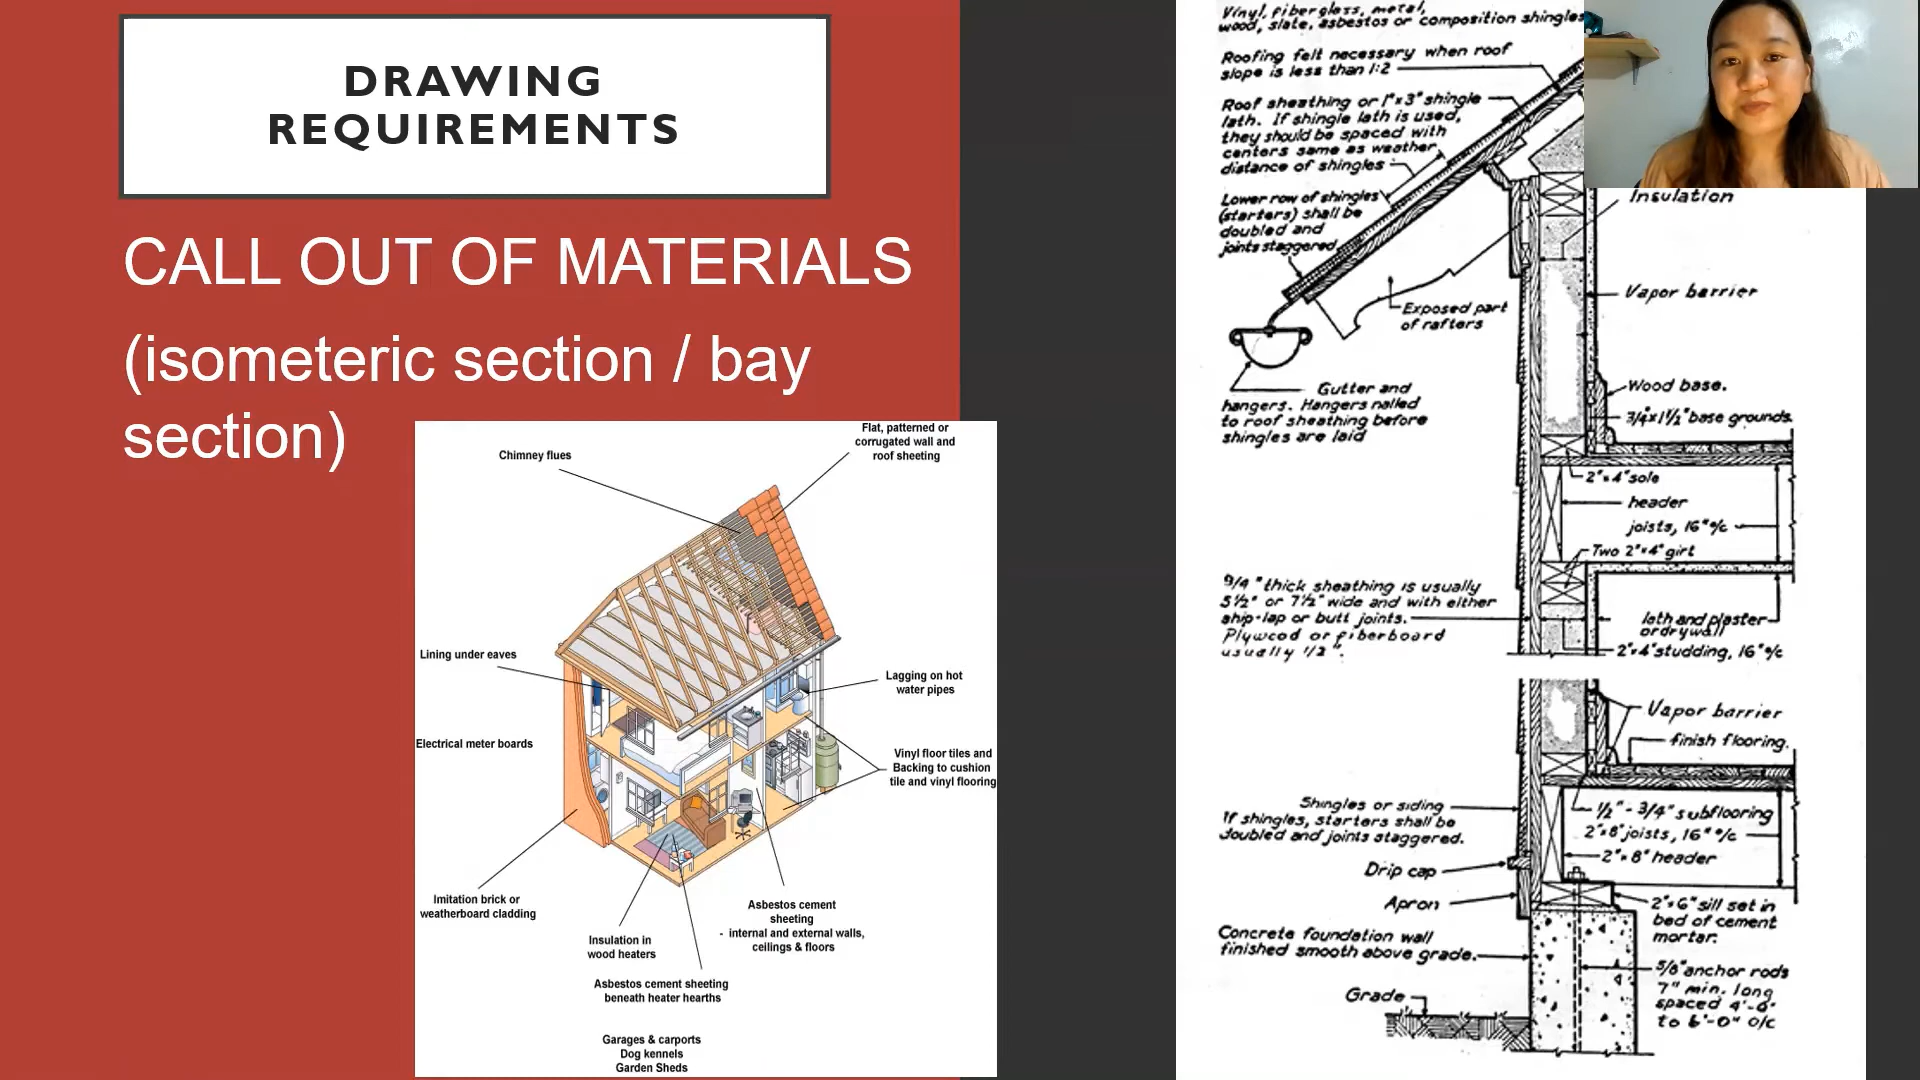 DRAWING
REQUIREMENTS
CALL OUT OF MATERIALS
(isometeric section / bay
section)
Flat, patterned or
corrugated wall and
roof sheeting
Chimney flues
Lining under eaves
Lagging on hot
water pipes
Electrical meter boards
Vinyl floor tiles and
Backing to cushion
tile and vinyl flooring
Imitation brick or
weatherboard cladding
Asbestos cement
sheeting
- internal and external walls,
ceilings & floors
Insulation in
wood heaters
Asbestos cement sheeting
beneath heater hearths
Garages & carports
Dog kennels
Garden Sheds
Vinyl, fiberglass, metal,
wood, slate, asbestos or composition shingles
Roofing felt necessary when roof
slope is less than 1:2
Roof sheathing or 1"x3" shingle
lath. If shingle lath is used,
they should be spaced with
centers same as weather
distance of shingles
Lower row of shingles
(starters) shall be
doubled and
joints staggered
Insulation
Vapor barrier
Exposed part
of rafters
Gutter and
hangers. Hangers nailed
to roof sheathing before
shingles are laid
Wood base.
3/4"x1 1/2" base grounds.
2"x4" sole
header
joists, 16" o/c
Two 2"x4" girt
3/4" thick sheathing is usually
5 1/2" or 7 1/2" wide and with either
ship-lap or butt joints.
Plywood or fiberboard
usually 1/2".
lath and plaster
or drywall
2"x4" studding, 16" o/c
Vapor barrier
finish flooring.
Shingles or siding
If shingles, starters shall be
doubled and joints staggered.
1/2" - 3/4" subflooring
2"x8" joists, 16" o/c
2"x8" header
Drip cap
Apron
2"x6" sill set in
bed of cement
mortar.
Concrete foundation wall
finished smooth above grade.
5/8" anchor rods
7" min. long
spaced 4'-0"
to 6'-0" o/c
Grade